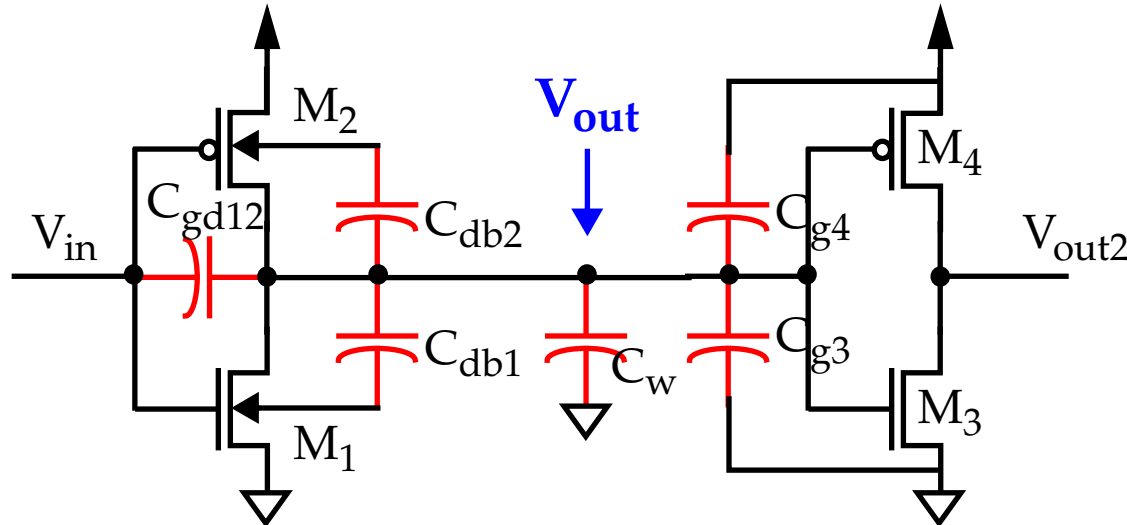 M2
Vout
M4
Cgd12
Vin
Cdb2
Cg4
Vout2
Cdb1
Cw
Cg3
M1
M3